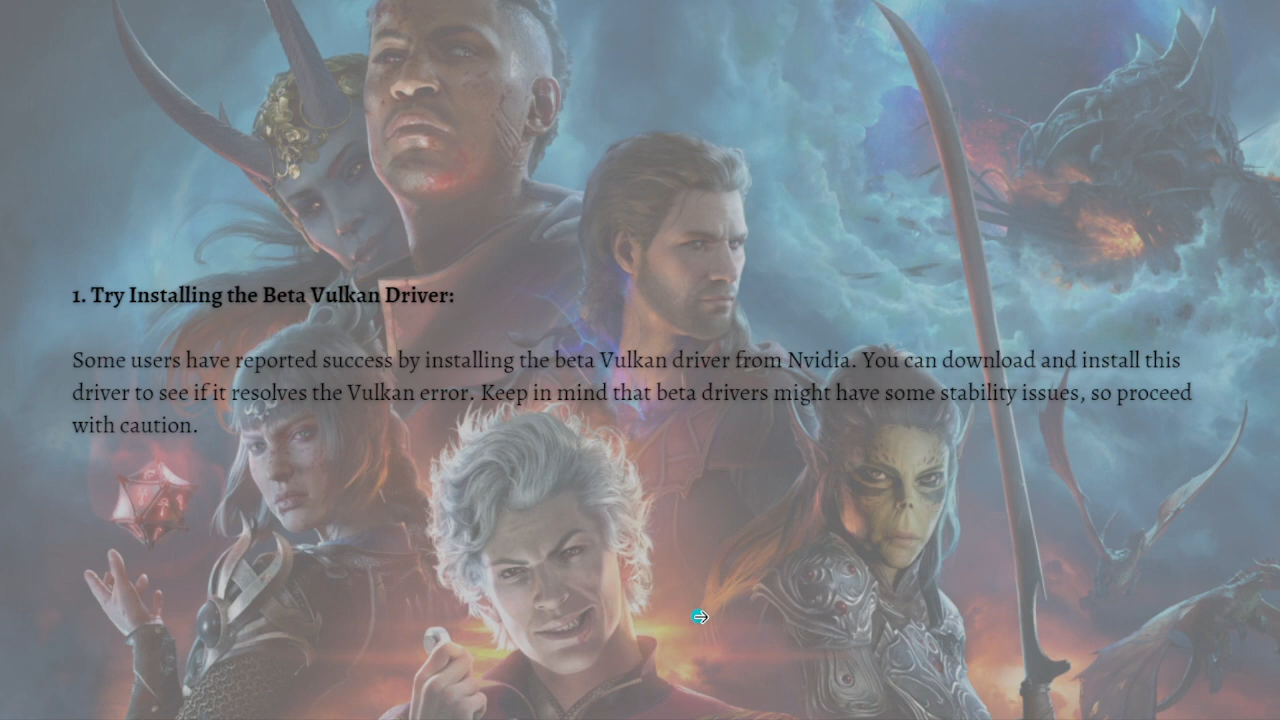 1. Try Installing the Beta Vulkan Driver:
Some users have reported success by installing the beta Vulkan driver from Nvidia. You can download and install this
driver to see if it resolves the Vulkan error. Keep in mind that beta drivers might have some stability issues, so proceed
with caution.